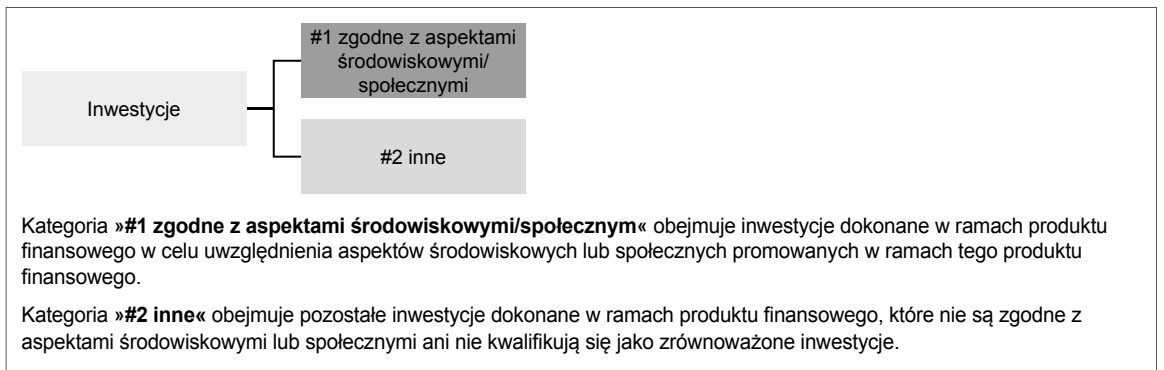 #1 zgodne z aspektami
środowiskowymi/
społecznymi
Inwestycje
#2 inne
Kategoria »#1 zgodne z aspektami środowiskowymi/społecznym« obejmuje inwestycje dokonane w ramach produktu
finansowego w celu uwzględnienia aspektów środowiskowych lub społecznych promowanych w ramach tego produktu
finansowego.
Kategoria »#2 inne« obejmuje pozostałe inwestycje dokonane w ramach produktu finansowego, które nie są zgodne z
aspektami środowiskowymi lub społecznymi ani nie kwalifikują się jako zrównoważone inwestycje.